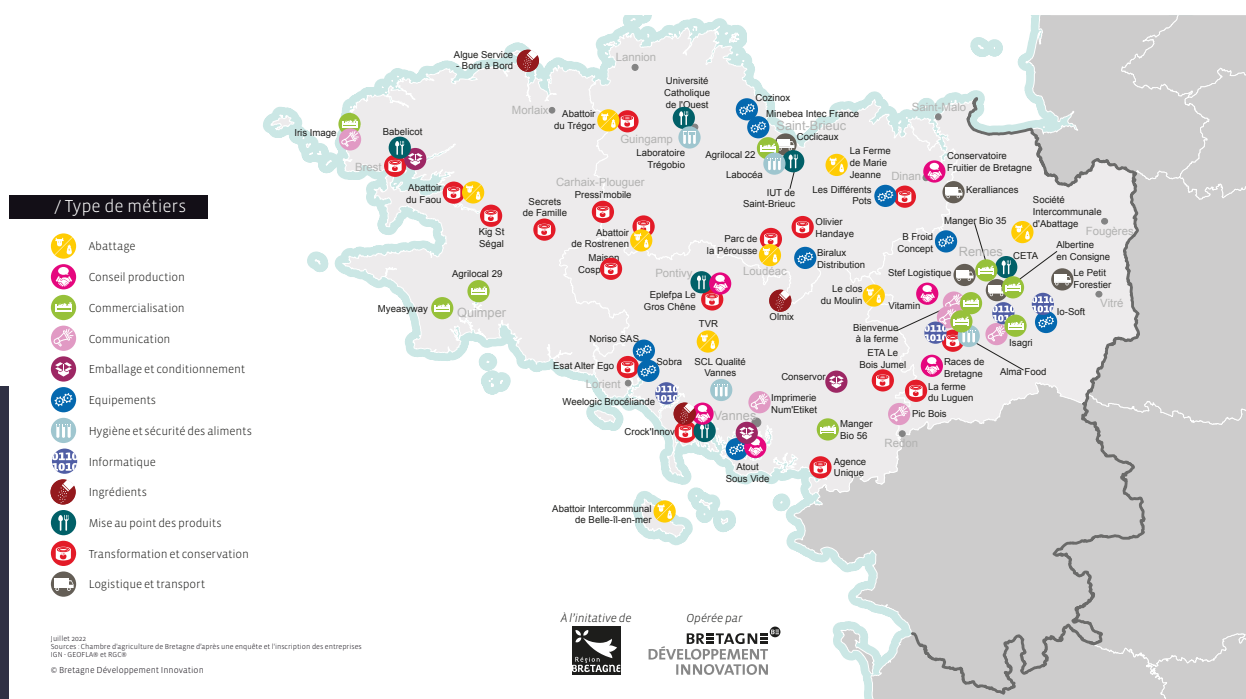 / Type de métiers
Abattage
Conseil production
Commercialisation
Communication
Emballage et conditionnement
Equipements
Hygiène et sécurité des aliments
Informatique
Ingrédients
Mise au point des produits
Transformation et conservation
Logistique et transport
Algue Service
- Bord à Bord
Lannion
Morlaix
Abattoir
du Trégor
Université
Catholique
de l'Ouest
Guingamp
Laboratoire
Trégobio
Cozinox
Minebea Intec France
Saint-Brieuc
Coclicaux
Agrilocal 22
Labocéa
IUT de
Saint-Brieuc
Saint-Malo
La Ferme
de Marie
Jeanne
Dinan
Conservatoire
Fruitier de Bretagne
Les Différents
Pots
Keralliances
Iris Image
Babelicot
Brest
Abattoir
du Faou
Kig St
Ségal
Carhaix-Plouguer
Secrets
de Famille
Pressi'mobile
Abattoir
de Rostrenen
Maison
Cosp
Parc de
la Pérousse
Loudéac
Olivier
Handaye
Biralux
Distribution
Olmix
Manger Bio 35
Société
Intercommunale
d'Abattage
Fougères
B Froid
Concept
Rennes
CETA
Albertine
en Consigne
Stef Logistique
Le Petit
Forestier
Vitré
Le clos
du Moulin
Vitamin
Io-Soft
Bienvenue
à la ferme
Isagri
Alma Food
ETA Le
Bois Jumel
Races de
Bretagne
La ferme
du Luguen
Pic Bois
Redon
Agrilocal 29
Myeasyway
Quimper
Pontivy
Eplefpa Le
Gros Chêne
TVR
Noriso SAS
Sobra
Esat Alter Ego
Lorient
SCL Qualité
Vannes
Weelogic Brocéliande
Conservor
Imprimerie
Num'Etiket
Vannes
Crock'Innov
Manger
Bio 56
Atout
Sous Vide
Agence
Unique
Abattoir Intercommunal
de Belle-îl-en-mer
Juillet 2022
Sources : Chambre d'agriculture de Bretagne d'après une enquête et l'inscription des entreprises
IGN - GEOFLA® et RGC®
© Bretagne Développement Innovation
À l'initative de
Région
BRETAGNE
Opérée par
BRETAGNE
DÉVELOPPEMENT
INNOVATION